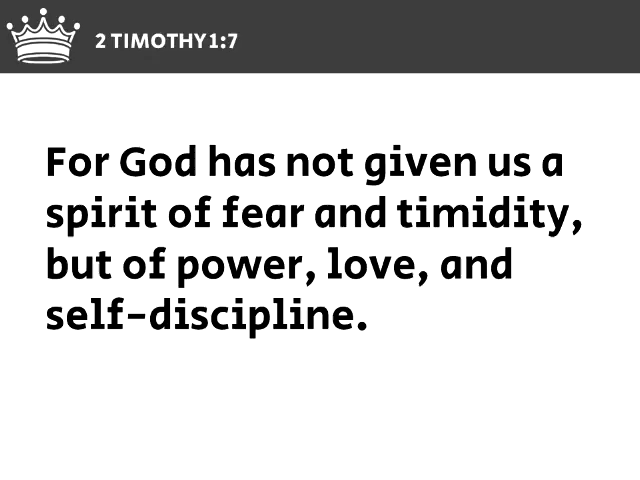 2 TIMOTHY 1:7
For God has not given us a
spirit of fear and timidity,
but of power, love, and
self-discipline.